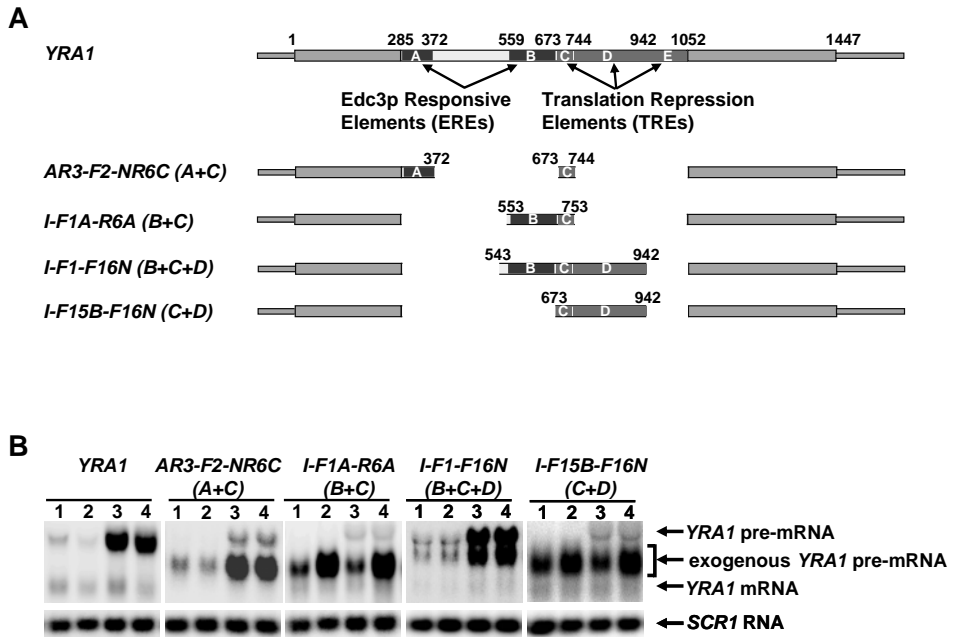 A
1 285 372 559 673 744 942 1052 1447
YRA1
A B C D E
Edc3p Responsive Elements (EREs)
Translation Repression Elements (TREs)
372 673 744
AR3-F2-NR6C (A+C)
A C
553 753
I-F1A-R6A (B+C)
B C
543 942
I-F1-F16N (B+C+D)
B C D
673 942
I-F15B-F16N (C+D)
C D
B
YRA1 AR3-F2-NR6C I-F1A-R6A I-F1-F16N I-F15B-F16N
(A+C) (B+C) (B+C+D) (C+D)
1 2 3 4 1 2 3 4 1 2 3 4 1 2 3 4 1 2 3 4
YRA1 pre-mRNA
exogenous YRA1 pre-mRNA
YRA1 mRNA
SCR1 RNA